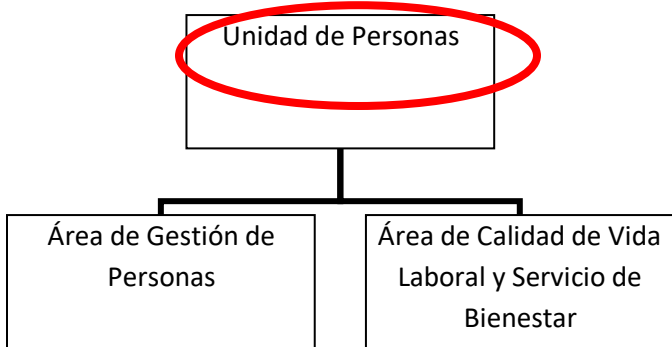 Unidad de Personas
Área de Gestión de
Personas
Área de Calidad de Vida
Laboral y Servicio de
Bienestar